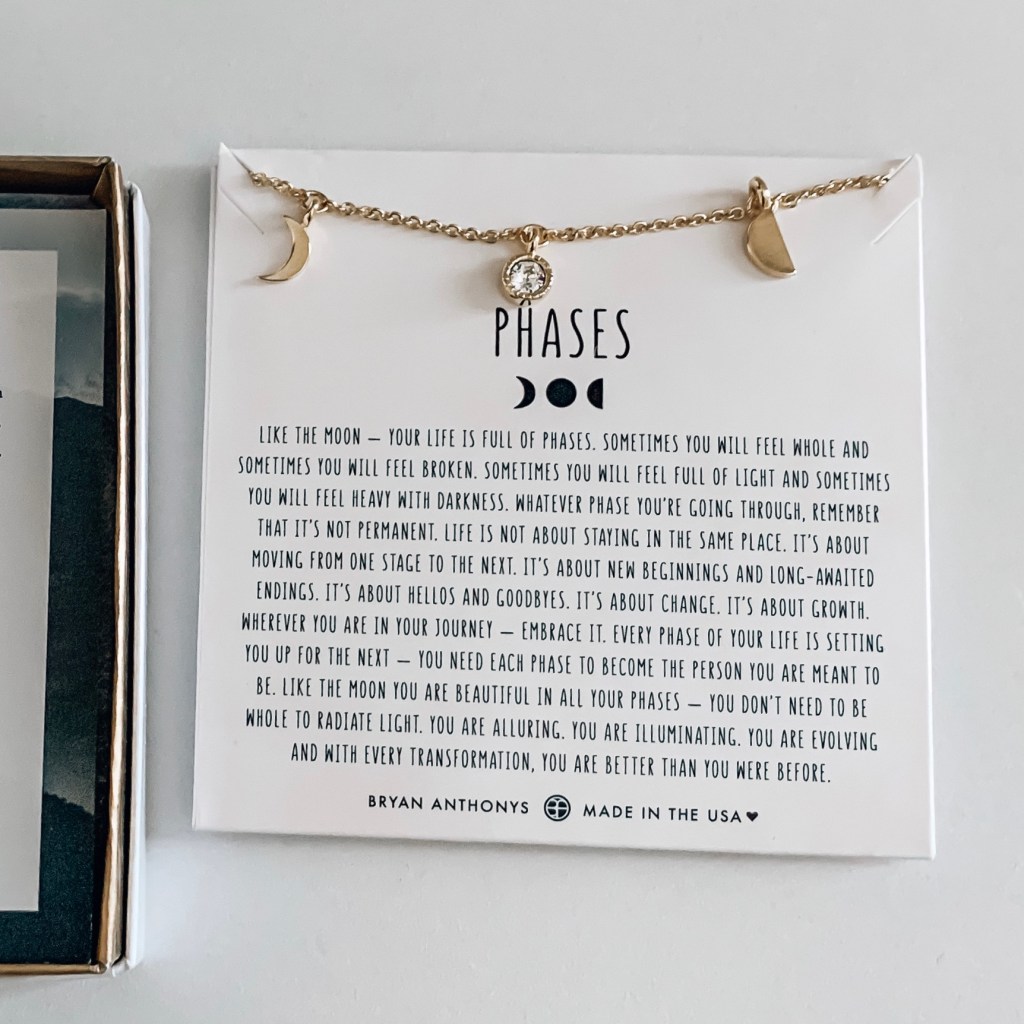 PHASES
LIKE THE MOON — YOUR LIFE IS FULL OF PHASES. SOMETIMES YOU WILL FEEL WHOLE AND
SOMETIMES YOU WILL FEEL BROKEN. SOMETIMES YOU WILL FEEL FULL OF LIGHT AND SOMETIMES
YOU WILL FEEL HEAVY WITH DARKNESS. WHATEVER PHASE YOU'RE GOING THROUGH, REMEMBER
THAT IT'S NOT PERMANENT. LIFE IS NOT ABOUT STAYING IN THE SAME PLACE. IT'S ABOUT
MOVING FROM ONE STAGE TO THE NEXT. IT'S ABOUT NEW BEGINNINGS AND LONG-AWAITED
ENDINGS. IT'S ABOUT HELLOS AND GOODBYES. IT'S ABOUT CHANGE. IT'S ABOUT GROWTH.
WHEREVER YOU ARE IN YOUR JOURNEY — EMBRACE IT. EVERY PHASE OF YOUR LIFE IS SETTING
YOU UP FOR THE NEXT — YOU NEED EACH PHASE TO BECOME THE PERSON YOU ARE MEANT TO
BE. LIKE THE MOON YOU ARE BEAUTIFUL IN ALL YOUR PHASES — YOU DON'T NEED TO BE
WHOLE TO RADIATE LIGHT. YOU ARE ALLURING. YOU ARE ILLUMINATING. YOU ARE EVOLVING
AND WITH EVERY TRANSFORMATION, YOU ARE BETTER THAN YOU WERE BEFORE.
BRYAN ANTHONYS MADE IN THE USA♥